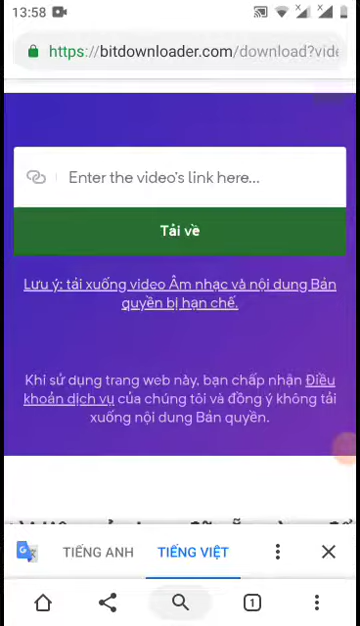 13:58
https://bitdownloader.com/download?vide
Enter the video's link here...
Tải về
Lưu ý: tải xuống video Âm nhạc và nội dung Bản
quyền bị hạn chế.
Khi sử dụng trang web này, bạn chấp nhận Điều
khoản dịch vụ của chúng tôi và đồng ý không tải
xuống nội dung Bản quyền.
TIẾNG ANH TIẾNG VIỆT
1